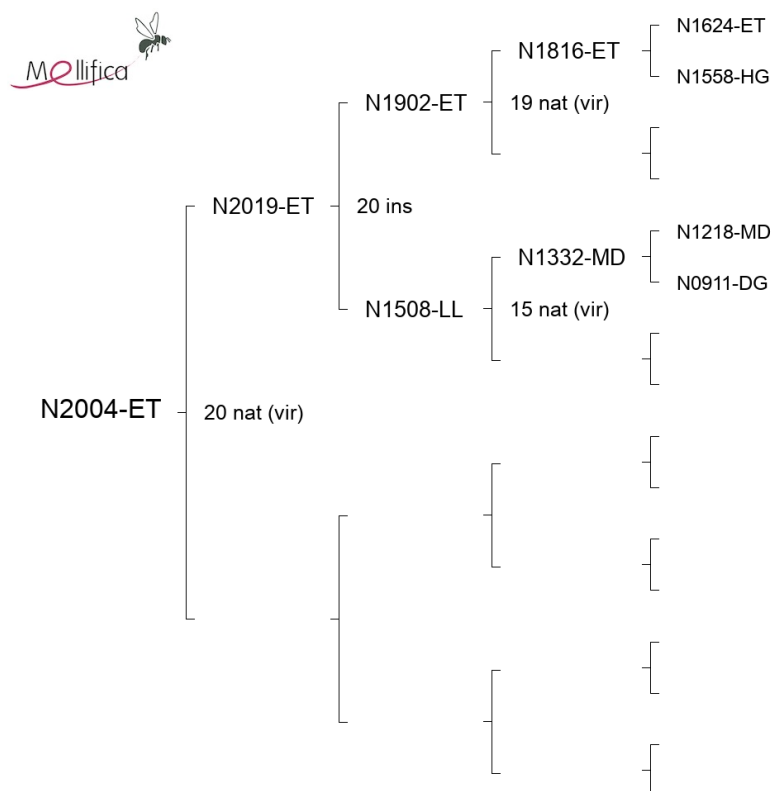 Mellifica
N1624-ET
N1816-ET
N1558-HG
N1902-ET
19 nat (vir)
N2019-ET
20 ins
N1218-MD
N1332-MD
N0911-DG
N1508-LL
15 nat (vir)
N2004-ET
20 nat (vir)